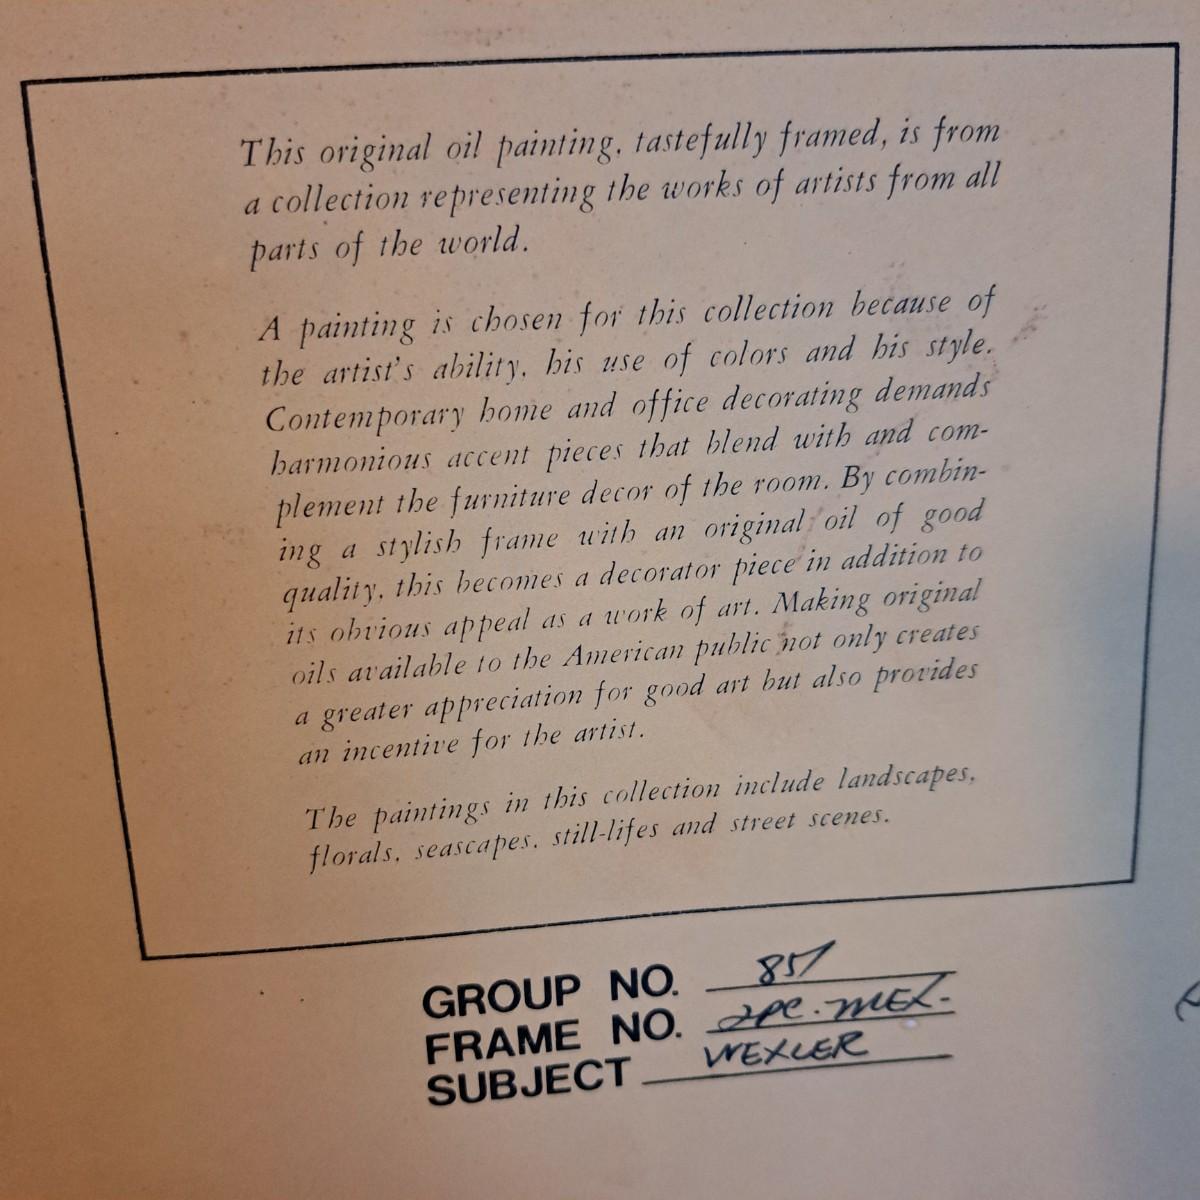 This original oil painting, tastefully framed, is from
a collection representing the works of artists from all
parts of the world.
A painting is chosen for this collection because of
the artist's ability, his use of colors and his style.
Contemporary home and office decorating demands
harmonious accent pieces that blend with and com-
plement the furniture decor of the room. By combin-
ing a stylish frame with an original oil of good
quality, this becomes a decorator piece in addition to
its obvious appeal as a work of art. Making original
oils available to the American public not only creates
a greater appreciation for good art but also provides
an incentive for the artist.
The paintings in this collection include landscapes,
florals, seascapes, still-lifes and street scenes.
GROUP NO.
FRAME NO. 2PC. MEX.
SUBJECT WEXLER